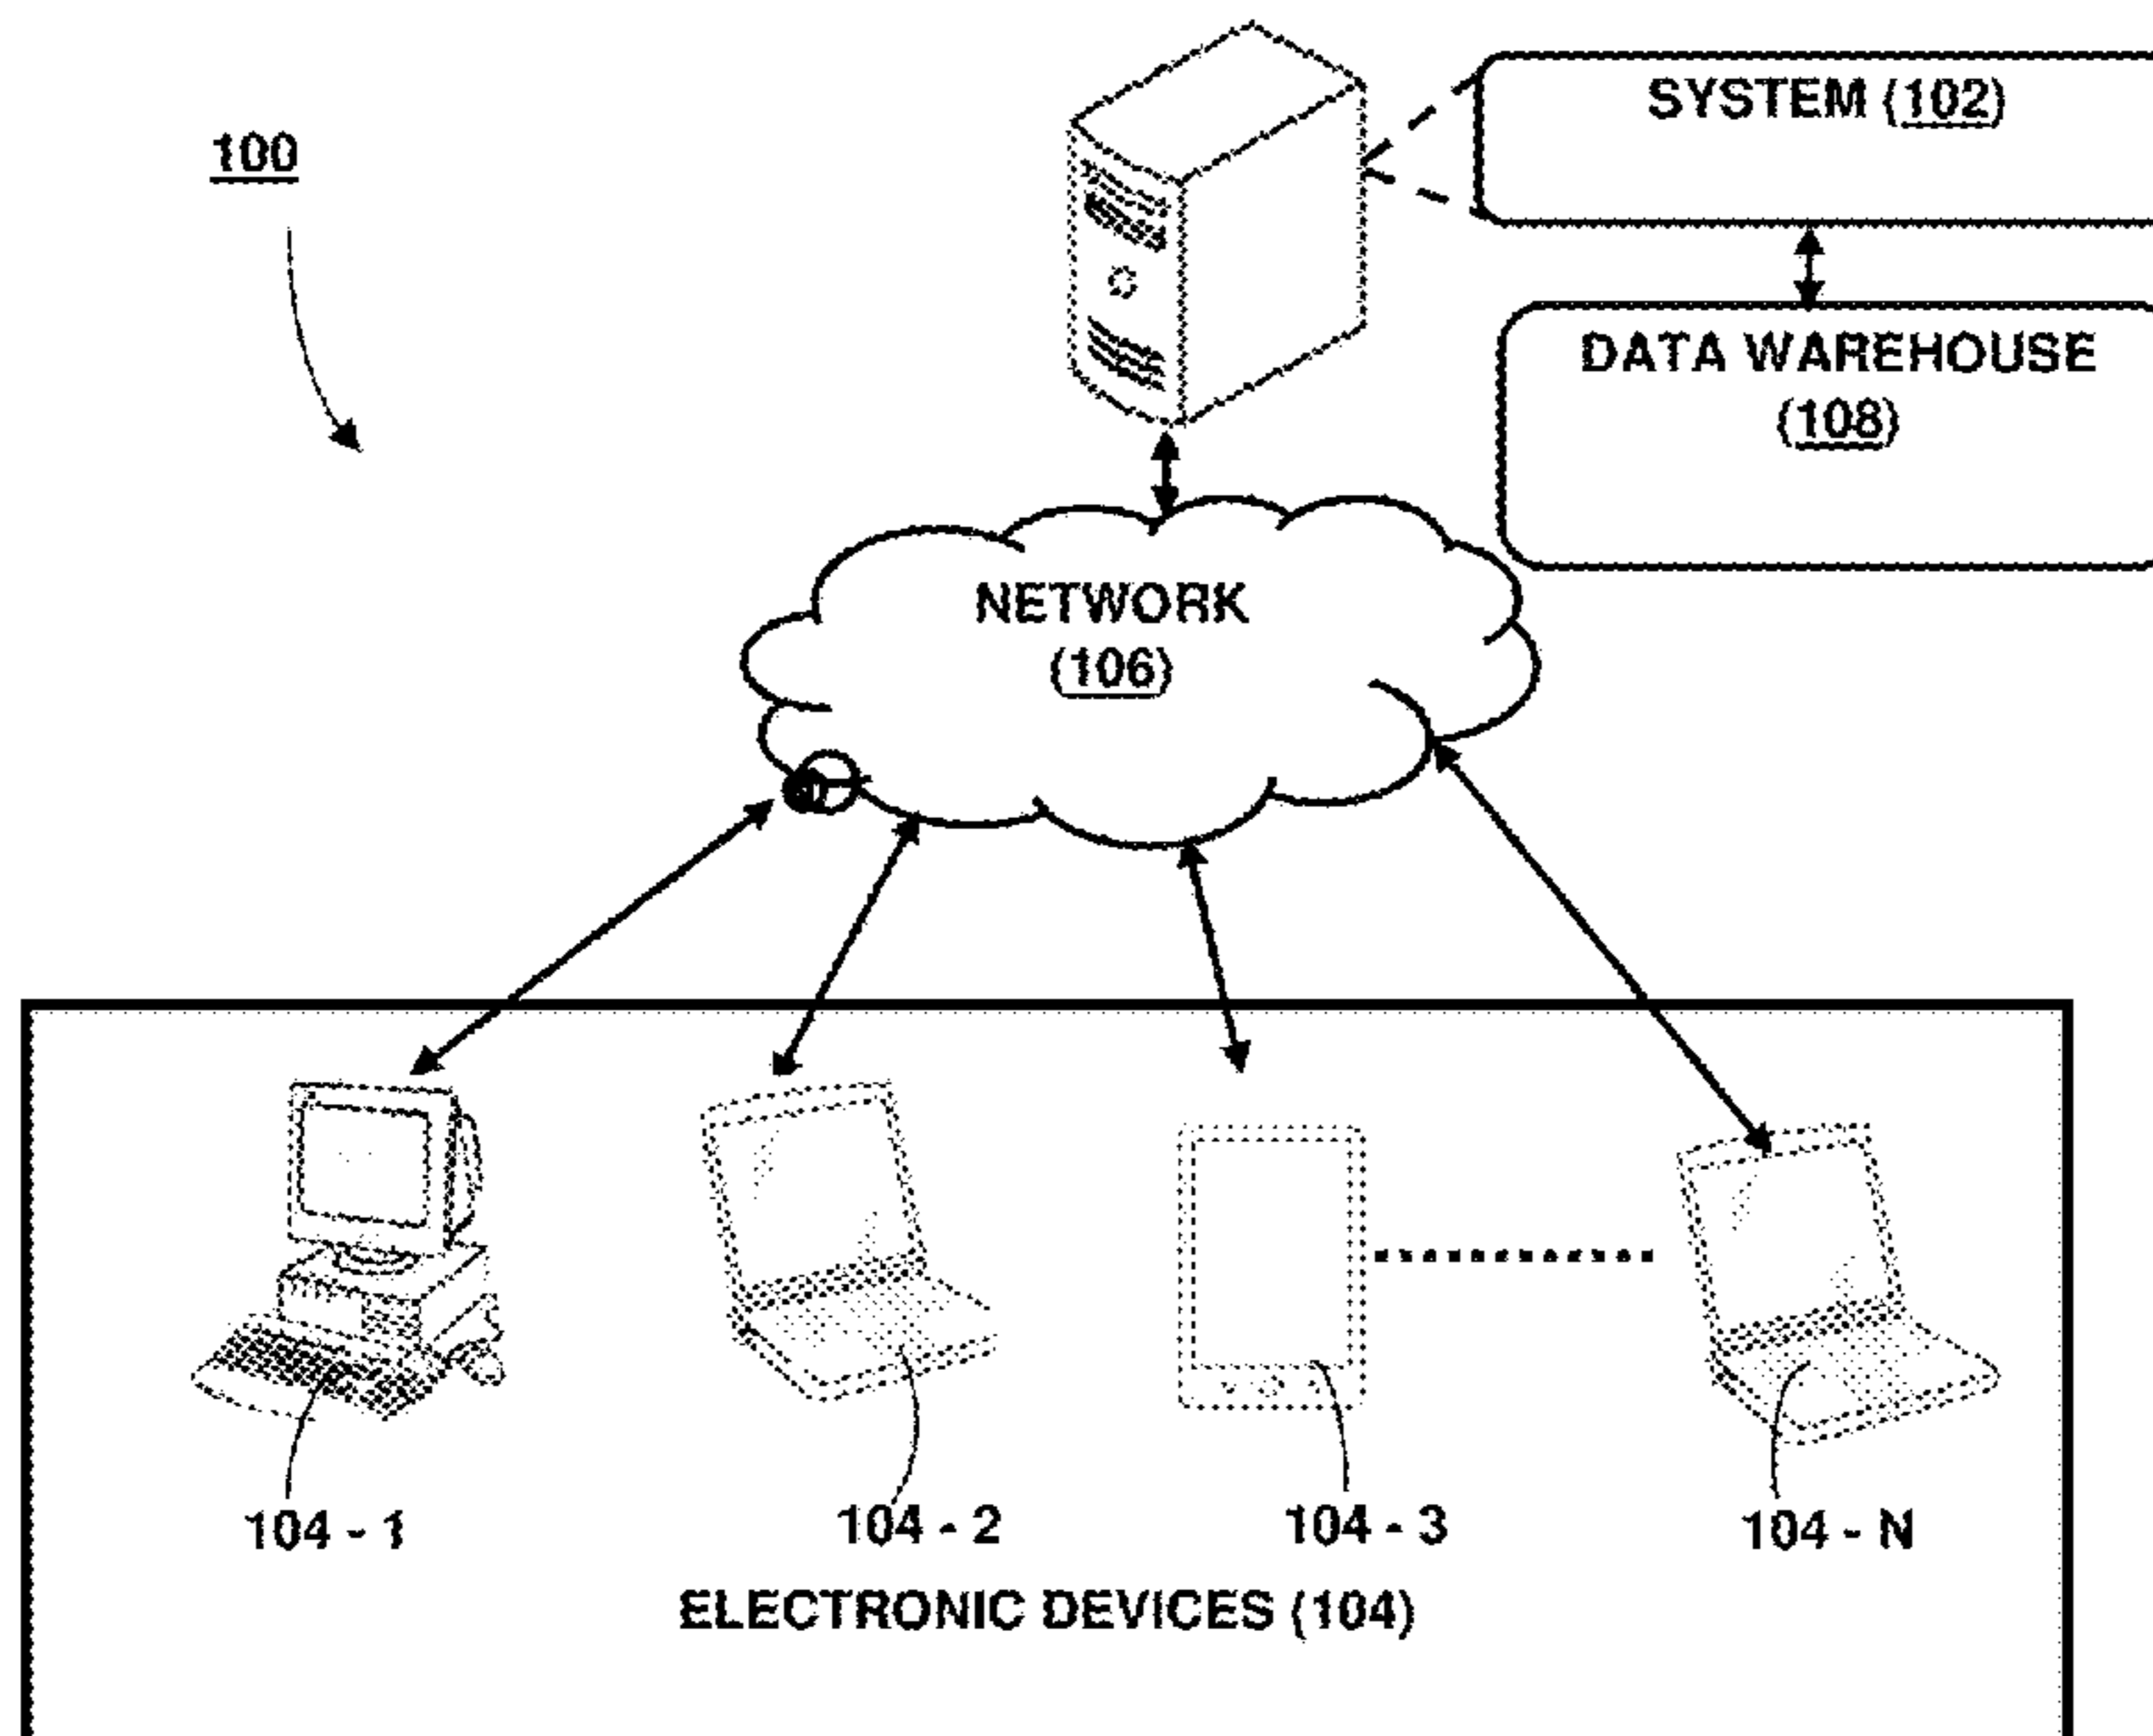 100
SYSTEM (102)
DATA WAREHOUSE
(108)
NETWORK
(106)
104 - 1
104 - 2
104 - 3
104 - N
ELECTRONIC DEVICES (104)